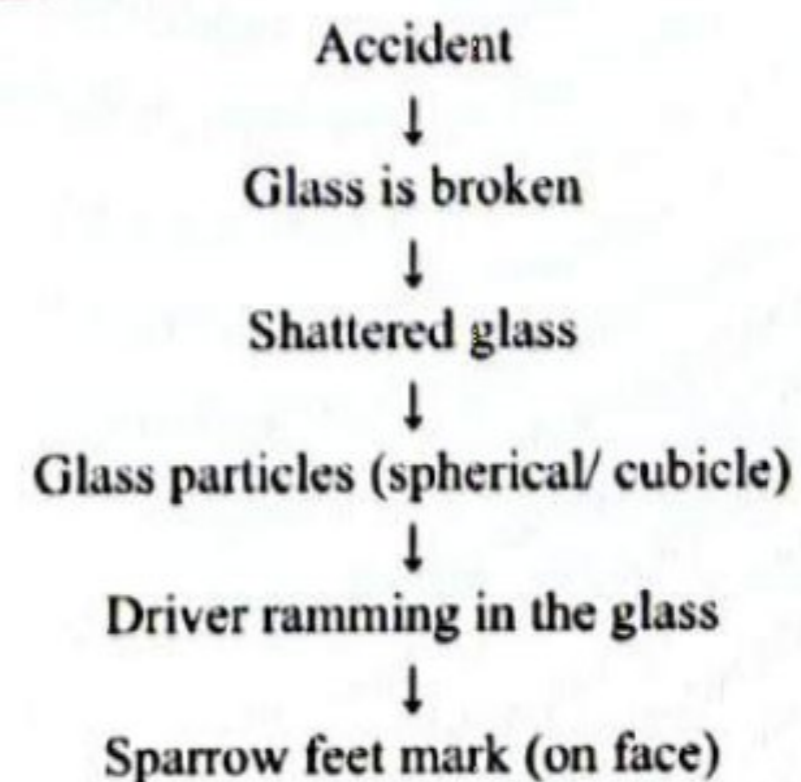 Accident
↓
Glass is broken
↓
Shattered glass
↓
Glass particles (spherical/ cubicle)
↓
Driver ramming in the glass
↓
Sparrow feet mark (on face)